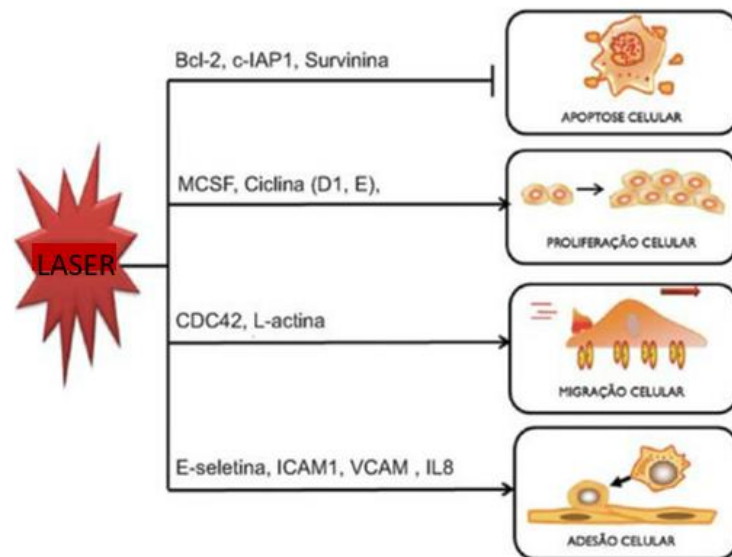 Bcl-2, c-IAP1, Survinina
APOPTOSE CELULAR
MCSF, Ciclina (D1, E),
PROLIFERAÇÃO CELULAR
LASER
CDC42, L-actina
MIGRAÇÃO CELULAR
E-seletina, ICAM1, VCAM , IL8
ADESÃO CELULAR